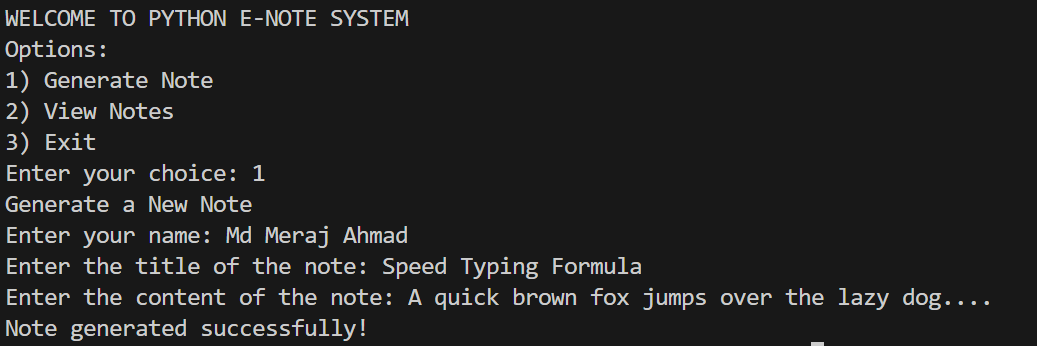 WELCOME TO PYTHON E-NOTE SYSTEM
Options:
1) Generate Note
2) View Notes
3) Exit
Enter your choice: 1
Generate a New Note
Enter your name: Md Meraj Ahmad
Enter the title of the note: Speed Typing Formula
Enter the content of the note: A quick brown fox jumps over the lazy dog....
Note generated successfully!